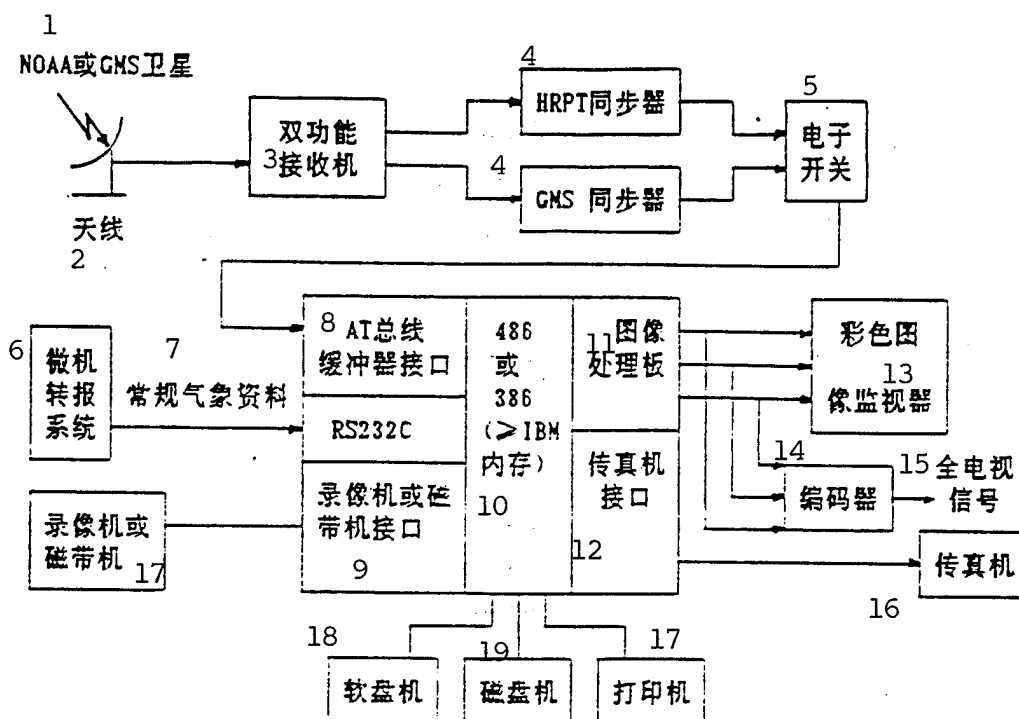 1
NOAA或GMS卫星
天线
2
双功能
3 接收机
4
HRPT同步器
4
GMS 同步器
5
电子
开关
6
微机
转报
系统
7
常规气象资料
8 AT总线
缓冲器接口
RS232C
录像机或磁
带机接口
9
486
或
386
(≥IBM
内存)
10
11 图像
处理板
传真机
接口
12
彩色图
13
像监视器
14
编码器
15 全电视
信号
传真机
16
录像机或
磁带机 17
18
软盘机
19
磁盘机
17
打印机